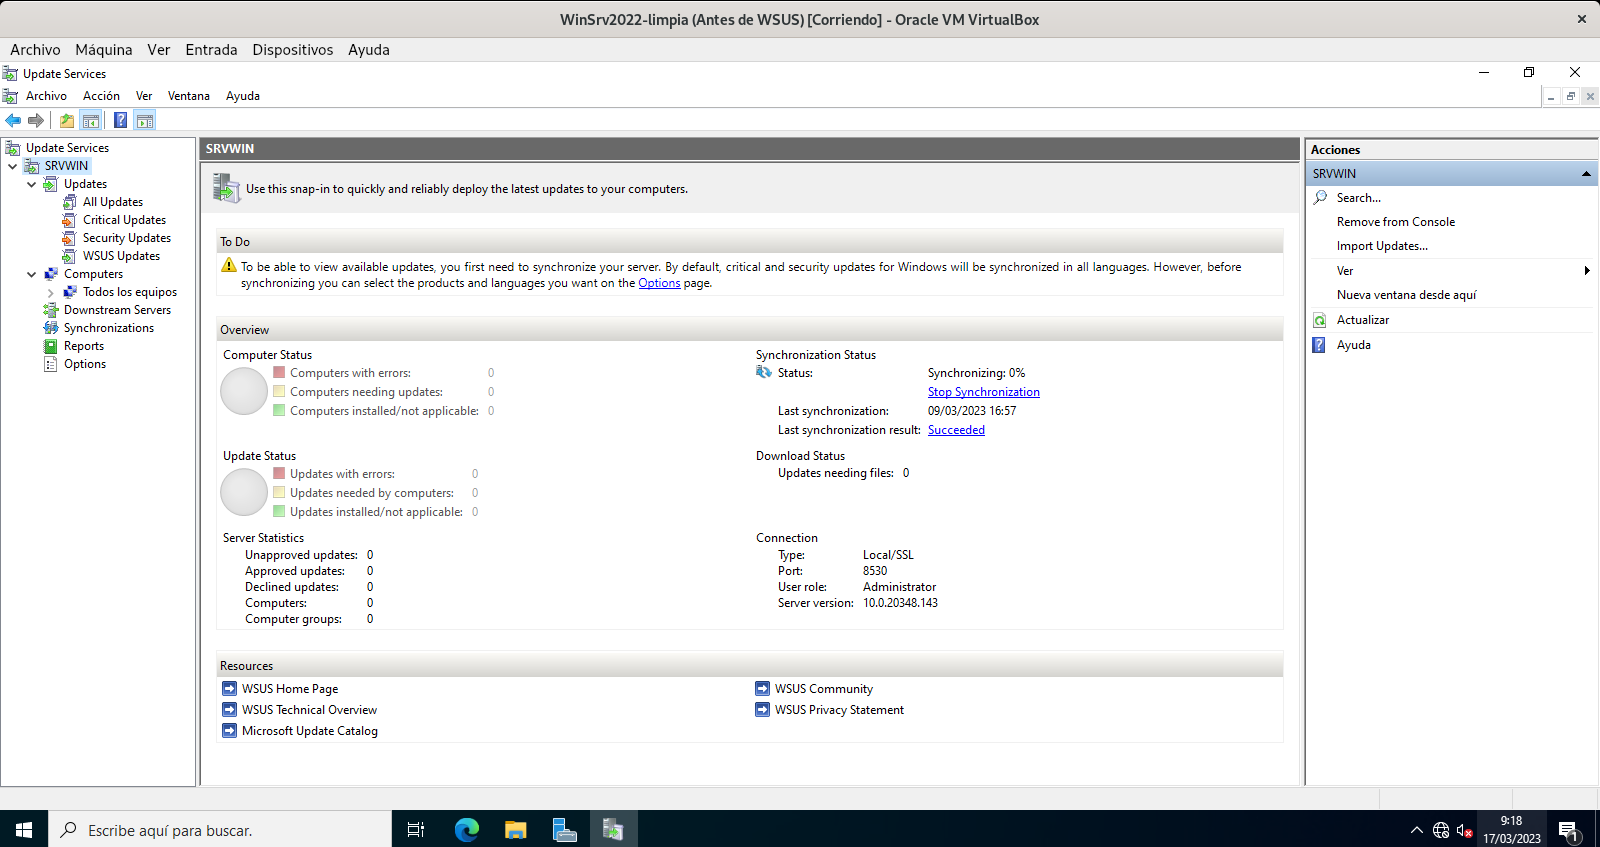 WinSrv2022-limpia (Antes de WSUS) [Corriendo] - Oracle VM VirtualBox
Archivo Máquina Ver Entrada Dispositivos Ayuda
Update Services
Archivo Acción Ver Ventana Ayuda
Update Services
SRVWIN
Updates
All Updates
Critical Updates
Security Updates
WSUS Updates
Computers
Todos los equipos
Downstream Servers
Synchronizations
Reports
Options
SRVWIN
Use this snap-in to quickly and reliably deploy the latest updates to your computers.
To Do
To be able to view available updates, you first need to synchronize your server. By default, critical and security updates for Windows will be synchronized in all languages. However, before
synchronizing you can select the products and languages you want on the Options page.
Overview
Computer Status
Computers with errors: 0
Computers needing updates: 0
Computers installed/not applicable: 0
Update Status
Updates with errors: 0
Updates needed by computers: 0
Updates installed/not applicable: 0
Server Statistics
Unapproved updates: 0
Approved updates: 0
Declined updates: 0
Computers: 0
Computer groups: 0
Synchronization Status
Status: Synchronizing: 0%
Stop Synchronization
Last synchronization: 09/03/2023 16:57
Last synchronization result: Succeeded
Download Status
Updates needing files: 0
Connection
Type: Local/SSL
Port: 8530
User role: Administrator
Server version: 10.0.20348.143
Resources
WSUS Home Page
WSUS Technical Overview
Microsoft Update Catalog
WSUS Community
WSUS Privacy Statement
Acciones
SRVWIN
Search...
Remove from Console
Import Updates...
Ver
Nueva ventana desde aquí
Actualizar
Ayuda
Escribe aquí para buscar.
9:18
17/03/2023
1